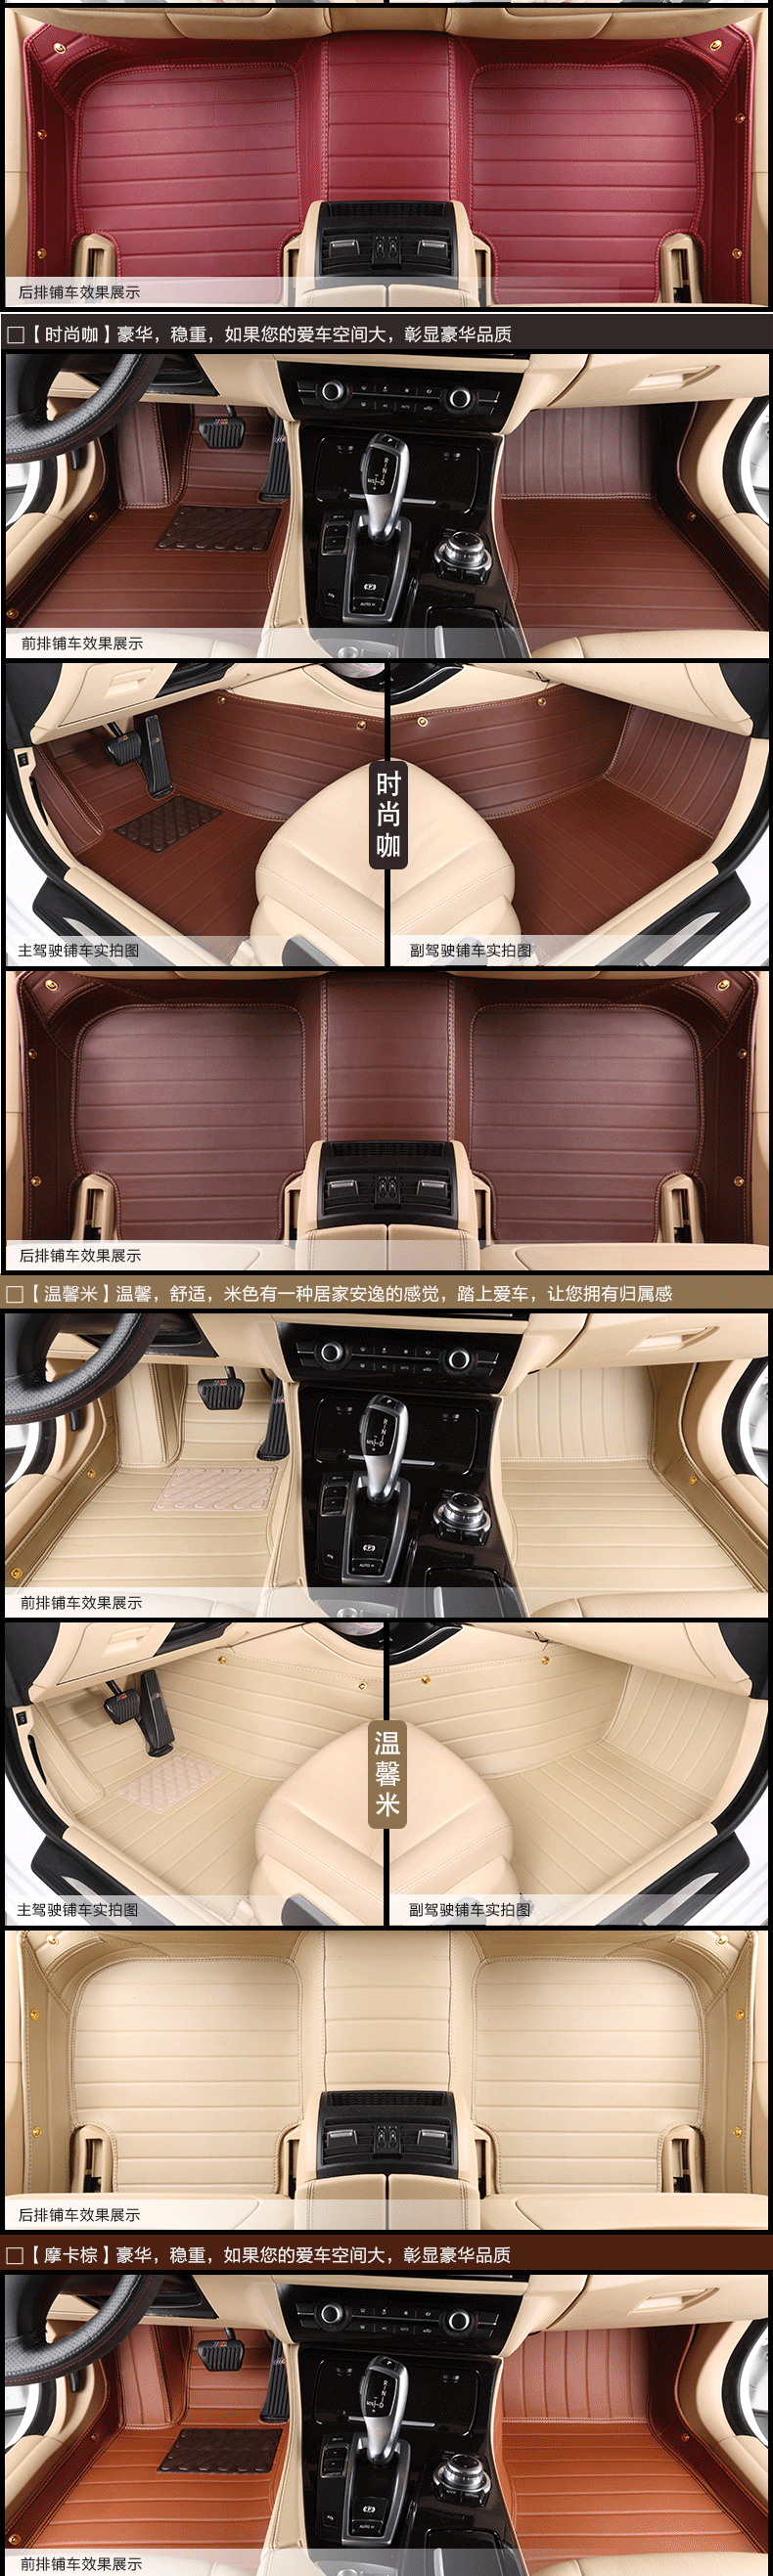 后排铺车效果展示
□【时尚咖】豪华，稳重，如果您的爱车空间大，彰显豪华品质
前排铺车效果展示
时尚咖
主驾驶铺车实拍图
副驾驶铺车实拍图
后排铺车效果展示
□【温馨米】温馨，舒适，米色有一种居家安逸的感觉，踏上爱车，让您拥有归属感
前排铺车效果展示
温馨米
主驾驶铺车实拍图
副驾驶铺车实拍图
后排铺车效果展示
□【摩卡棕】豪华，稳重，如果您的爱车空间大，彰显豪华品质
前排铺车效果展示